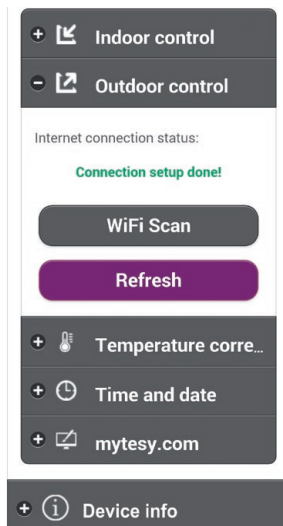 Indoor control
Outdoor control
Internet connection status:
Connection setup done!
WiFi Scan
Refresh
Temperature corre...
Time and date
mytesy.com
Device info